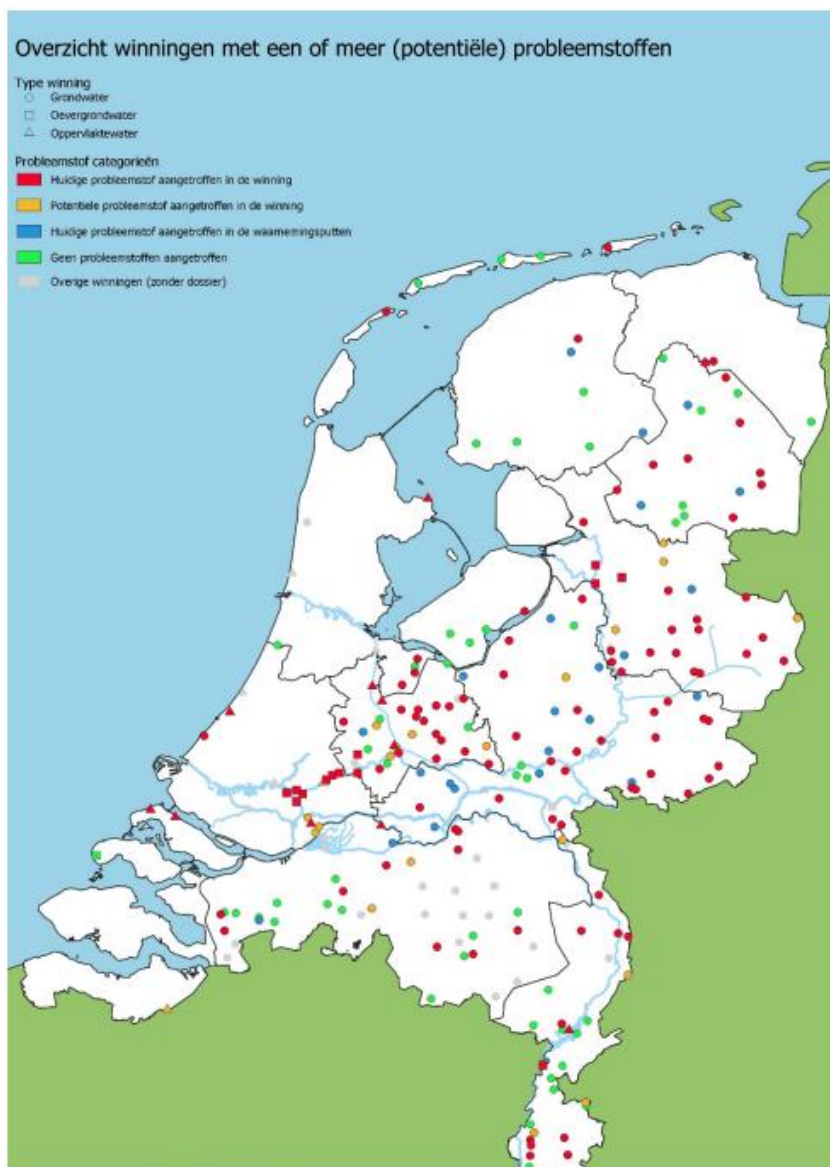 Overzicht winningen met een of meer (potentiële) probleemstoffen
Type winning
Grondwater
Oevergrondwater
Oppervlaktewater
Probleemstof categorieën
Huidige probleemstof aangetroffen in de winning
Potentiele probleemstof aangetroffen in de winning
Huidige probleemstof aangetroffen in de waarnemingsputten
Geen probleemstoffen aangetroffen
Overige winningen (zonder dossier)